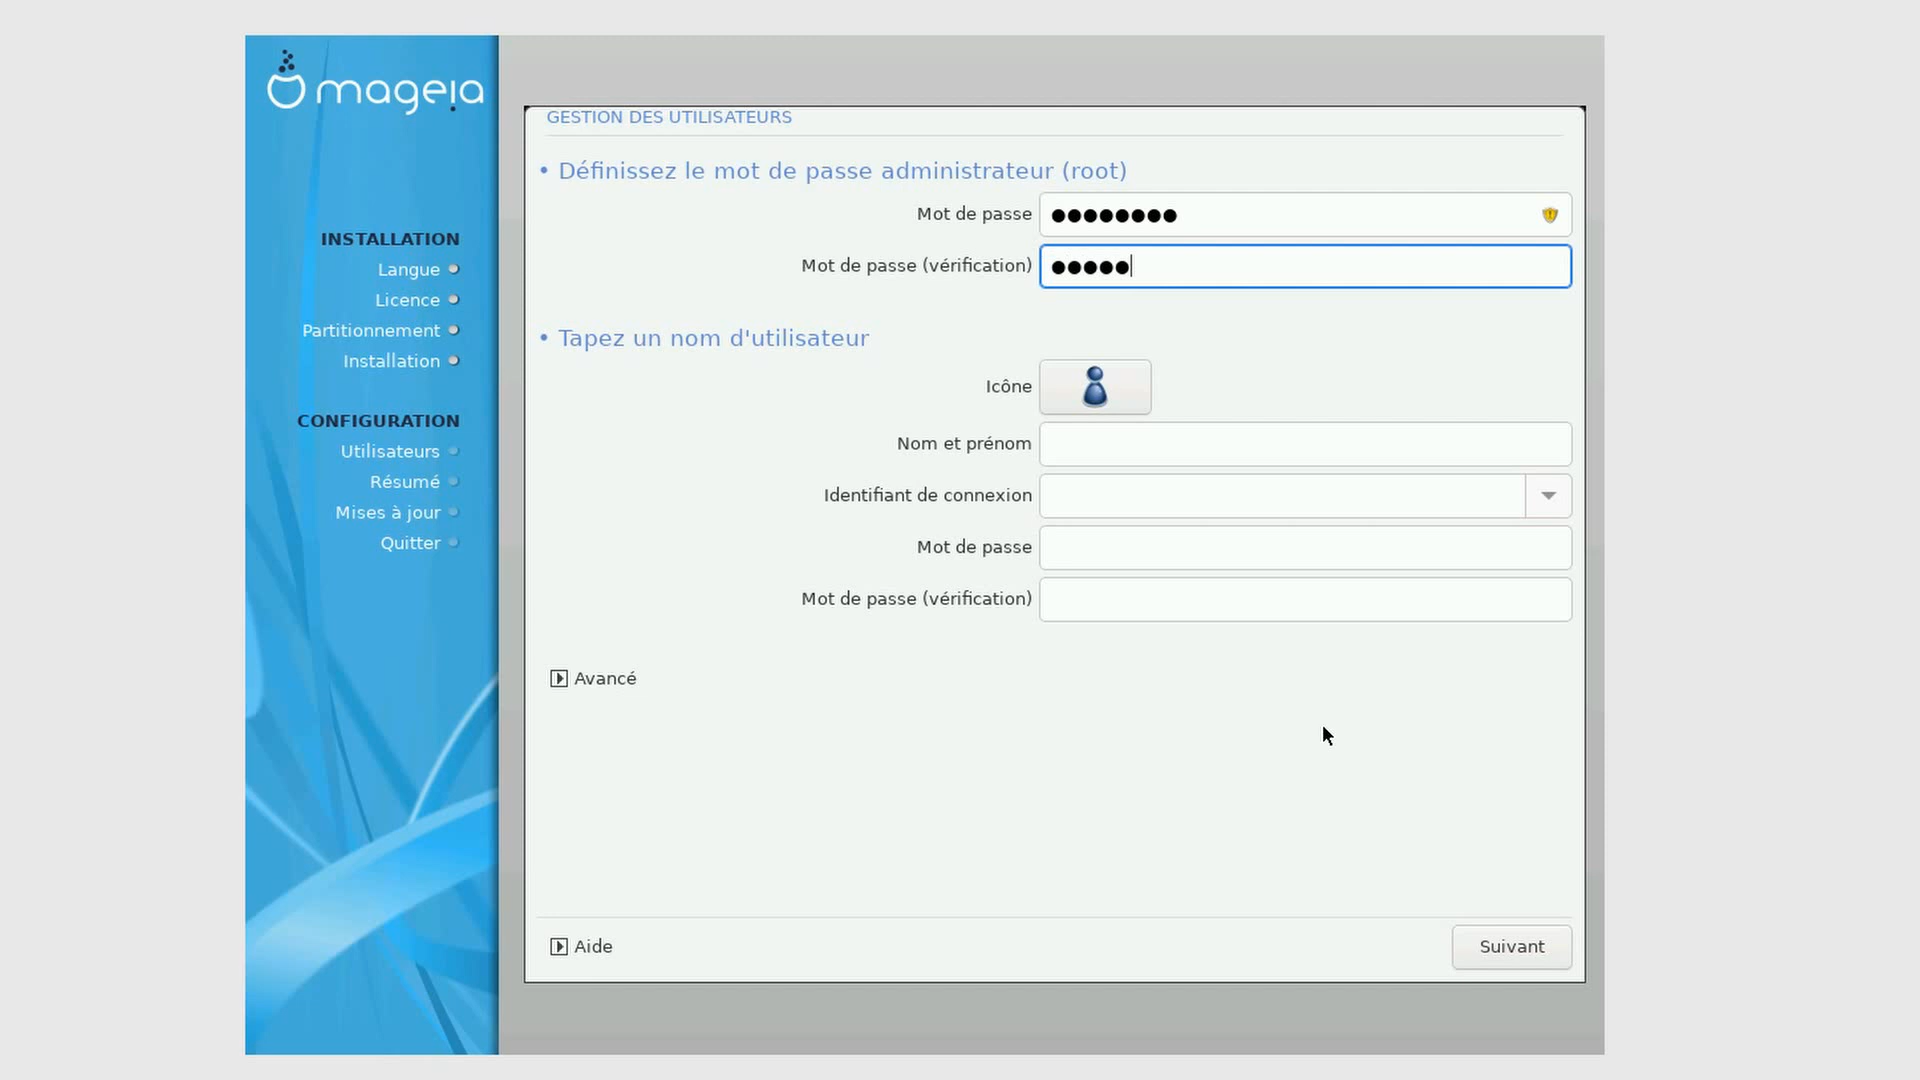 mageia
GESTION DES UTILISATEURS
• Définissez le mot de passe administrateur (root)
Mot de passe ●●●●●●●●
Mot de passe (vérification) ●●●●●
• Tapez un nom d'utilisateur
Icône
Nom et prénom
Identifiant de connexion
Mot de passe
Mot de passe (vérification)
Avancé
Aide
Suivant
INSTALLATION
Langue
Licence
Partitionnement
Installation
CONFIGURATION
Utilisateurs
Résumé
Mises à jour
Quitter